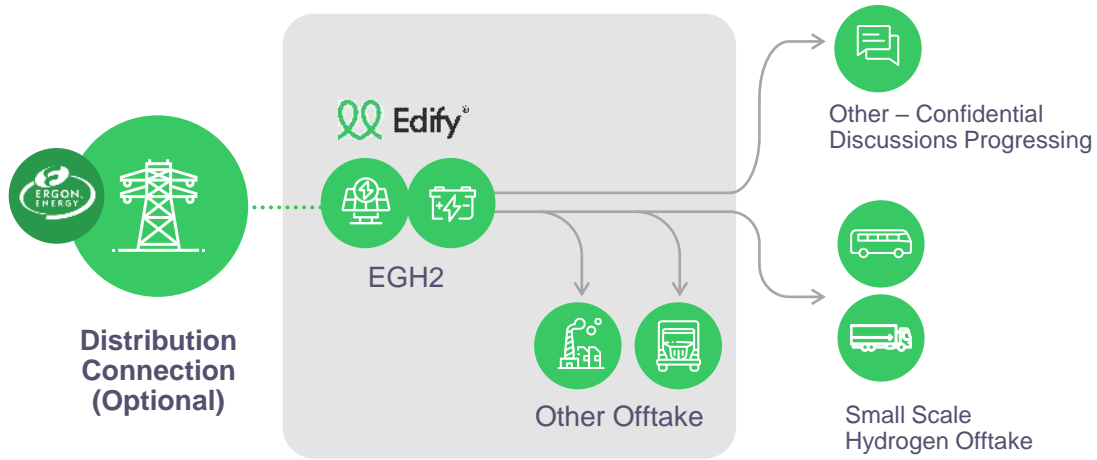 ERGON.
ENERGY
Distribution
Connection
(Optional)
Edify®
EGH2
Other Offtake
Other – Confidential
Discussions Progressing
Small Scale
Hydrogen Offtake